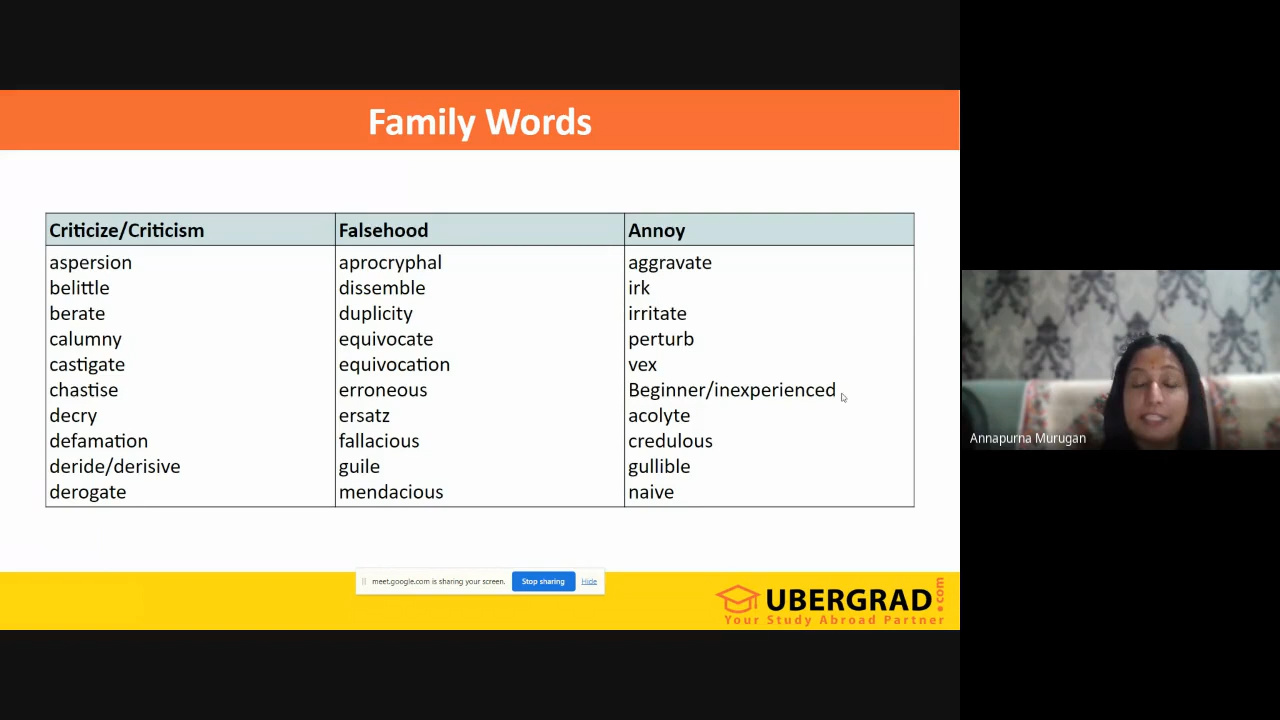 Family Words
Criticize/Criticism
aspersion
belittle
berate
calumny
castigate
chastise
decry
defamation
deride/derisive
derogate
Falsehood
aprocryphal
dissemble
duplicity
equivocate
equivocation
erroneous
ersatz
fallacious
guile
mendacious
Annoy
aggravate
irk
irritate
perturb
vex
Beginner/inexperienced
acolyte
credulous
gullible
naive
Annapurna Murugan
meet.google.com is sharing your screen. Stop sharing Hide
UBERGRAD.com
Your Study Abroad Partner